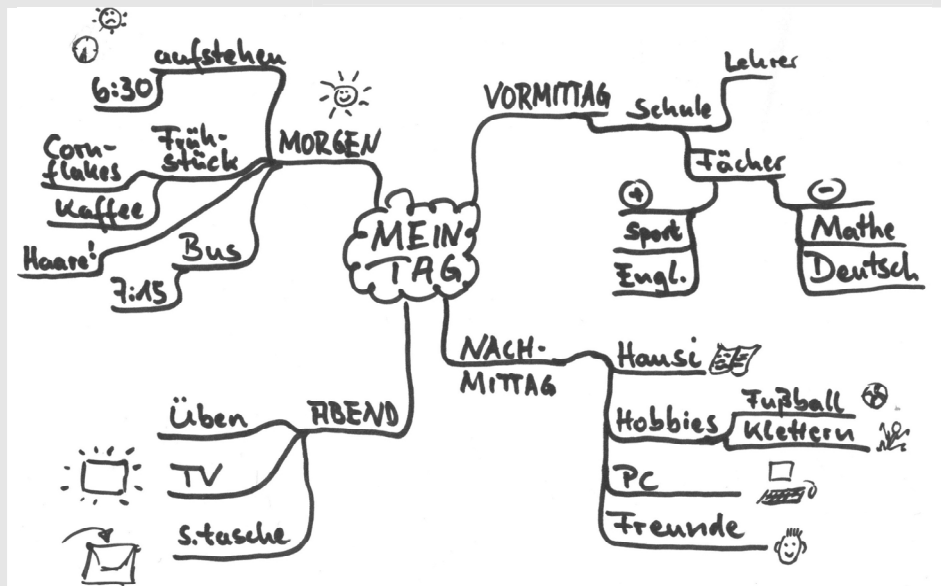 MEIN
TAG
MORGEN
aufstehen
6:30
Früh-
stück
Corn-
flakes
Kaffee
Haare!
Bus
7:15
VORMITTAG
Schule
Lehrer
Fächer
+
Sport
Engl.
-
Mathe
Deutsch
NACH-
MITTAG
Hausi
Hobbies
Fußball
Klettern
PC
Freunde
ABEND
Üben
TV
s.tasche